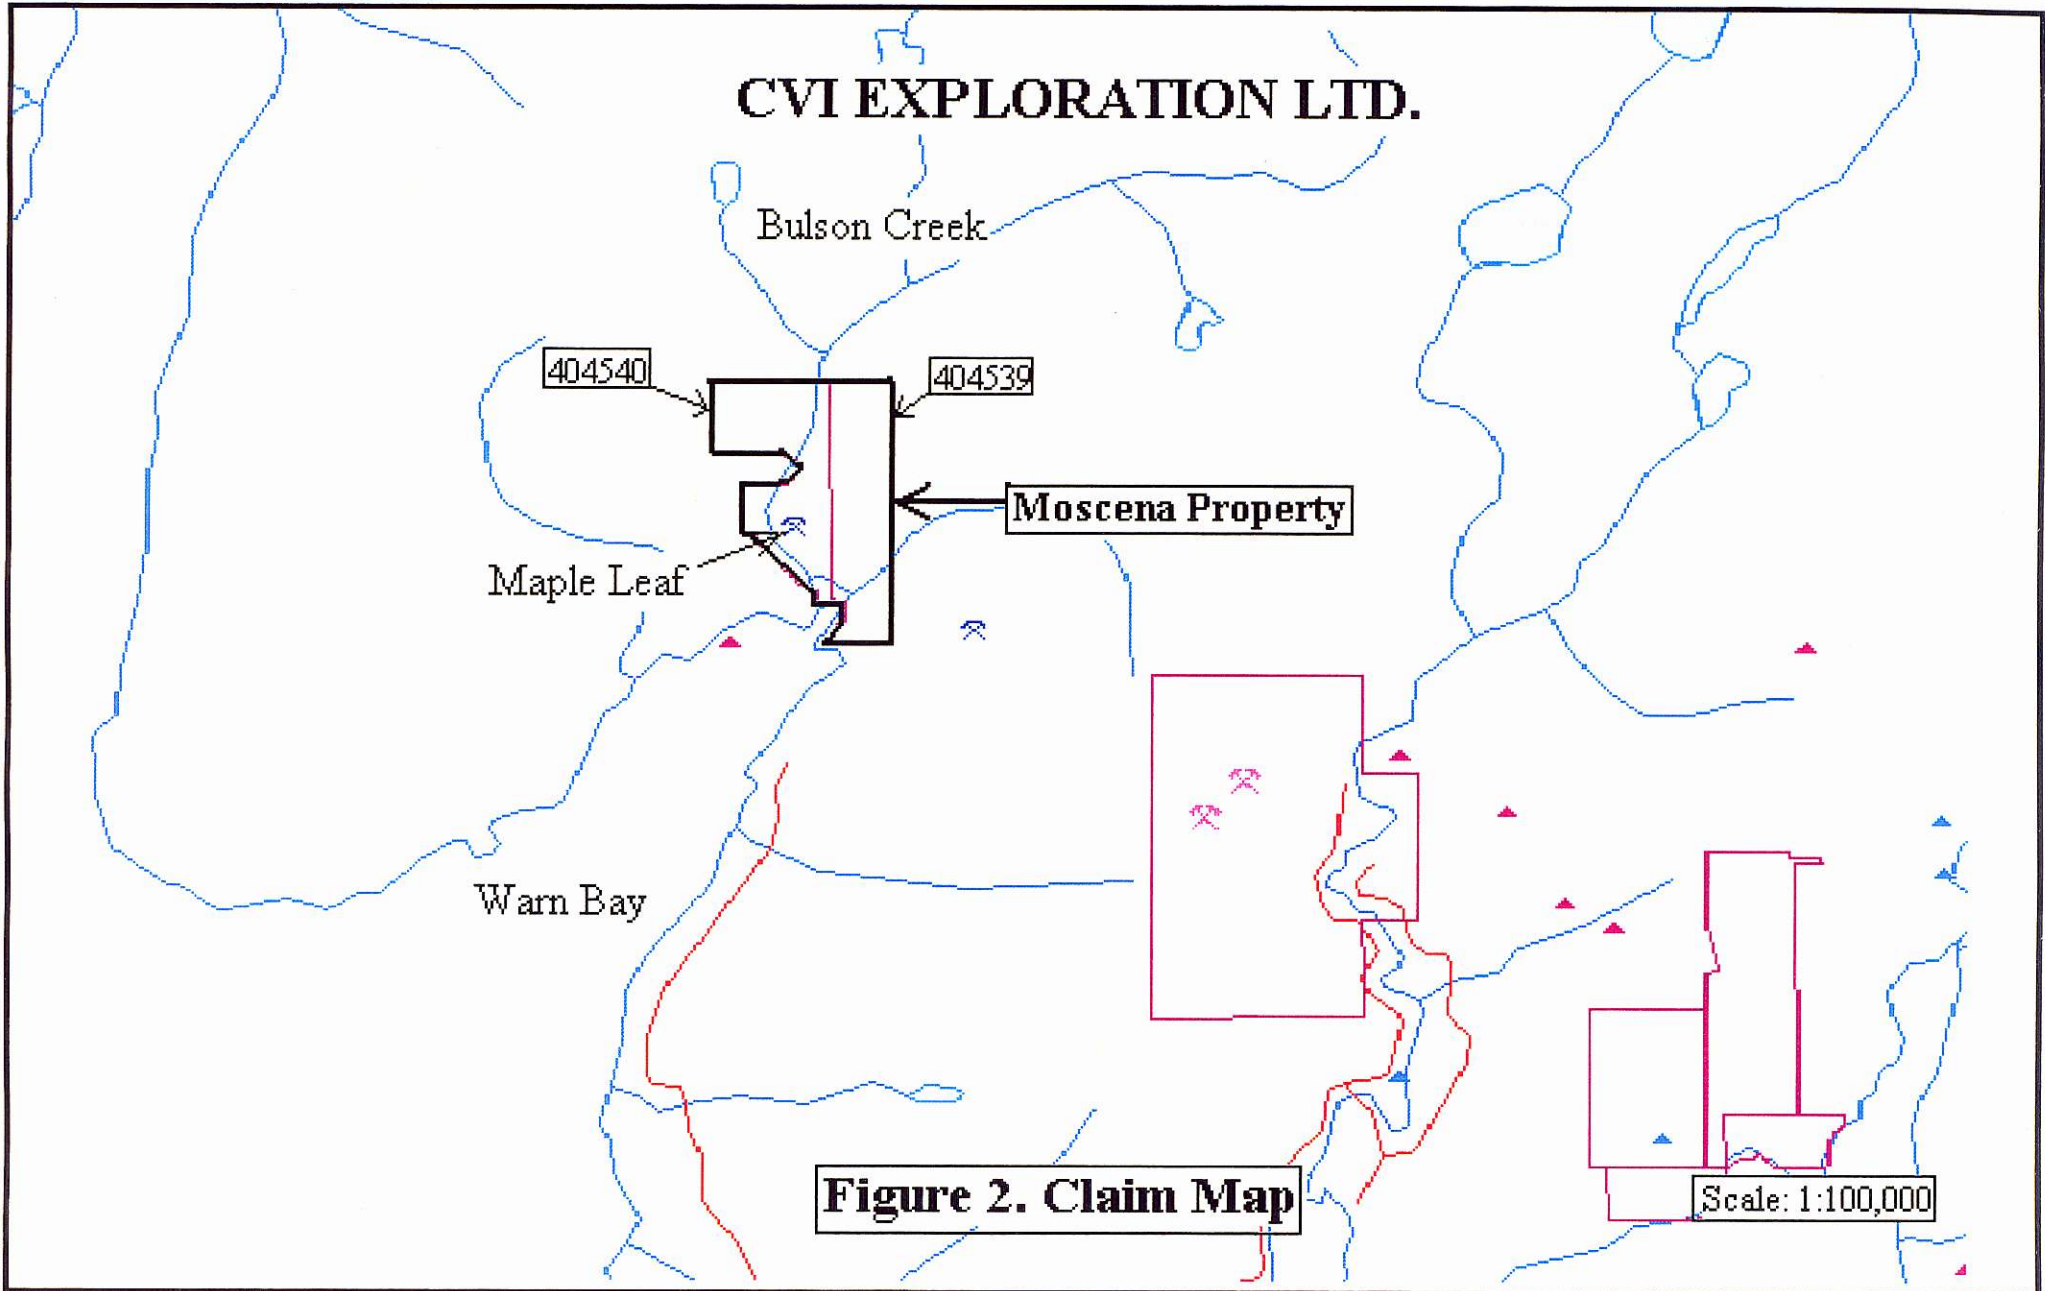 CVI EXPLORATION LTD.
Bulson Creek
404540
404539
Moscena Property
Maple Leaf
Warn Bay
Figure 2. Claim Map
Scale: 1:100,000